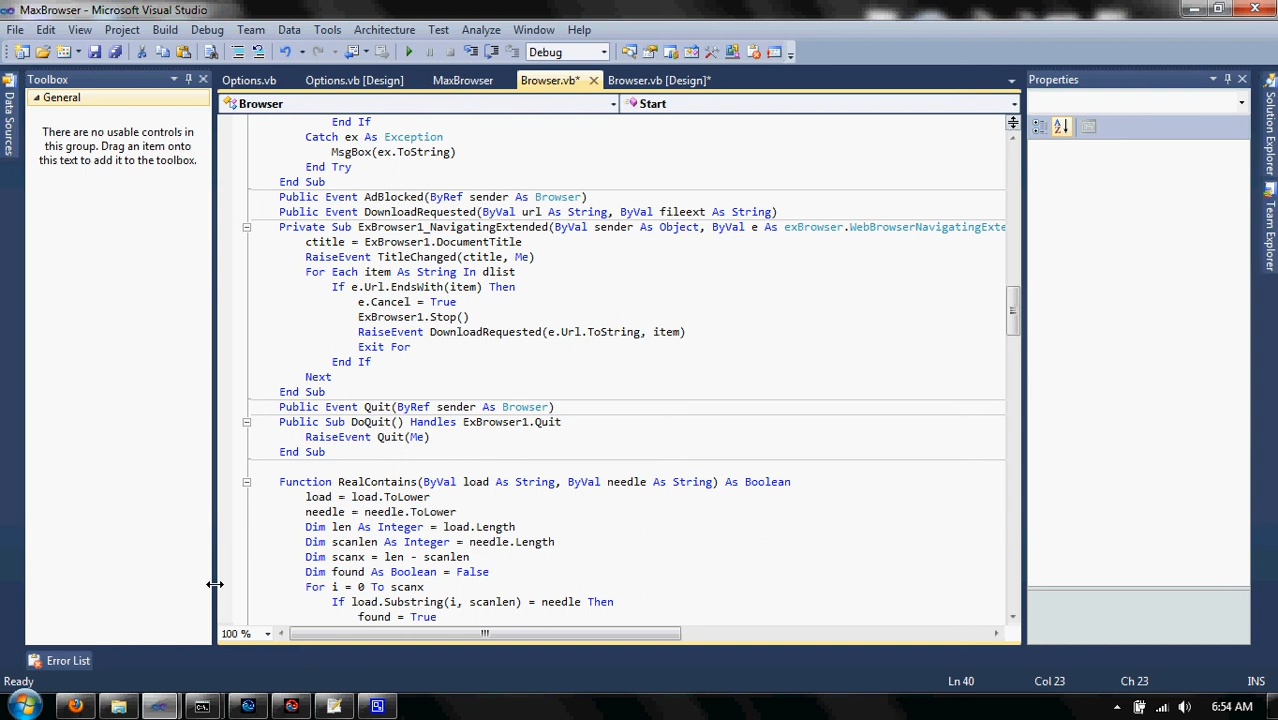 MaxBrowser - Microsoft Visual Studio
File Edit View Project Build Debug Team Data Tools Architecture Test Analyze Window Help
Debug
Data Sources
Toolbox
General
There are no usable controls in
this group. Drag an item onto
this text to add it to the toolbox.
Options.vb Options.vb [Design] MaxBrowser Browser.vb* Browser.vb [Design]*
Browser Start
End If
Catch ex As Exception
MsgBox(ex.ToString)
End Try
End Sub
Public Event AdBlocked(ByRef sender As Browser)
Public Event DownloadRequested(ByVal url As String, ByVal fileext As String)
Private Sub ExBrowser1_NavigatingExtended(ByVal sender As Object, ByVal e As exBrowser.WebBrowserNavigatingExte
ctitle = ExBrowser1.DocumentTitle
RaiseEvent TitleChanged(ctitle, Me)
For Each item As String In dlist
If e.Url.EndsWith(item) Then
e.Cancel = True
ExBrowser1.Stop()
RaiseEvent DownloadRequested(e.Url.ToString, item)
Exit For
End If
Next
End Sub
Public Event Quit(ByRef sender As Browser)
Public Sub DoQuit() Handles ExBrowser1.Quit
RaiseEvent Quit(Me)
End Sub
Function RealContains(ByVal load As String, ByVal needle As String) As Boolean
load = load.ToLower
needle = needle.ToLower
Dim len As Integer = load.Length
Dim scanlen As Integer = needle.Length
Dim scanx = len - scanlen
Dim found As Boolean = False
For i = 0 To scanx
If load.Substring(i, scanlen) = needle Then
found = True
100 %
Properties
Solution Explorer
Team Explorer
Error List
Ready Ln 40 Col 23 Ch 23 INS
6:54 AM